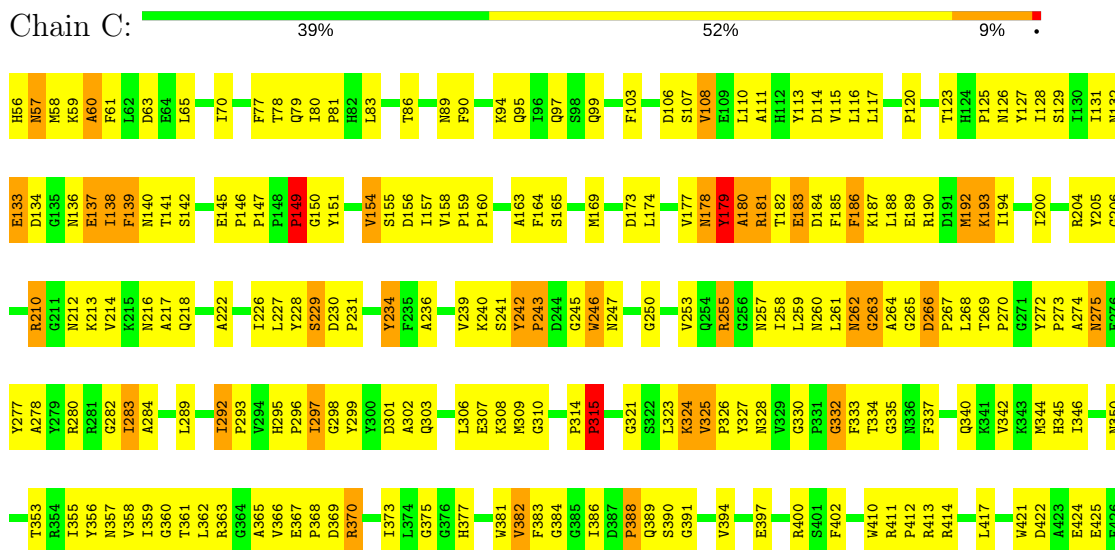 Chain C:
39% 52% 9% •
H56 N57 M58 K59 A60 F61 L62 D63 E64 L65 I70 F77 T78 Q79 I80 P81 H82 L83 T86 N89 F90 K94 Q95 I96 Q97 S98 Q99 F103 D106 S107 V108 E109 L110 A111 H112 Y113 D114 V115 L116 L117 P120 T123 H124 P125 N126 Y127 I128 S129 I130 I131
E133 D134 G135 N136 E137 I138 F139 N140 T141 S142 E145 P146 P147 P148 P149 G150 Y151 V154 S155 D156 I157 V158 P159 P160 A163 F164 S165 M169 D173 L174 V177 N178 Y179 A180 R181 T182 E183 D184 F185 F186 K187 L188 E189 R190 D191 M192 K193 I194 I200 R204 Y205
R210 G211 N212 K213 V214 K215 N216 A217 Q218 A222 I226 L227 Y228 S229 D230 P231 Y234 F235 A236 V239 K240 S241 Y242 P243 D244 G245 W246 N247 G250 V253 Q254 R255 G256 N257 I258 L259 N260 L261 N262 G263 A264 G265 D266 P267 L268 T269 P270 G271 Y272 P273 A274 N275
Y277 A278 Y279 R280 R281 G282 I283 A284 L289 I292 P293 V294 H295 P296 I297 G298 Y299 Y300 D301 A302 Q303 L306 E307 K308 M309 G310 P314 P315 G321 S322 L323 K324 V325 P326 Y327 N328 V329 G330 P331 G332 F333 T334 G335 N336 F337 Q340 K341 V342 K343 M344 H345 I346
T353 R354 I355 Y356 N357 V358 I359 G360 T361 L362 R363 G364 A365 V366 E367 P368 D369 R370 I373 L374 G375 G376 H377 W381 V382 F383 G384 G385 I386 D387 P388 Q389 S390 G391 V394 E397 R400 S401 F402 W410 R411 P412 R413 R414 L417 W421 D422 A423 E424 E425